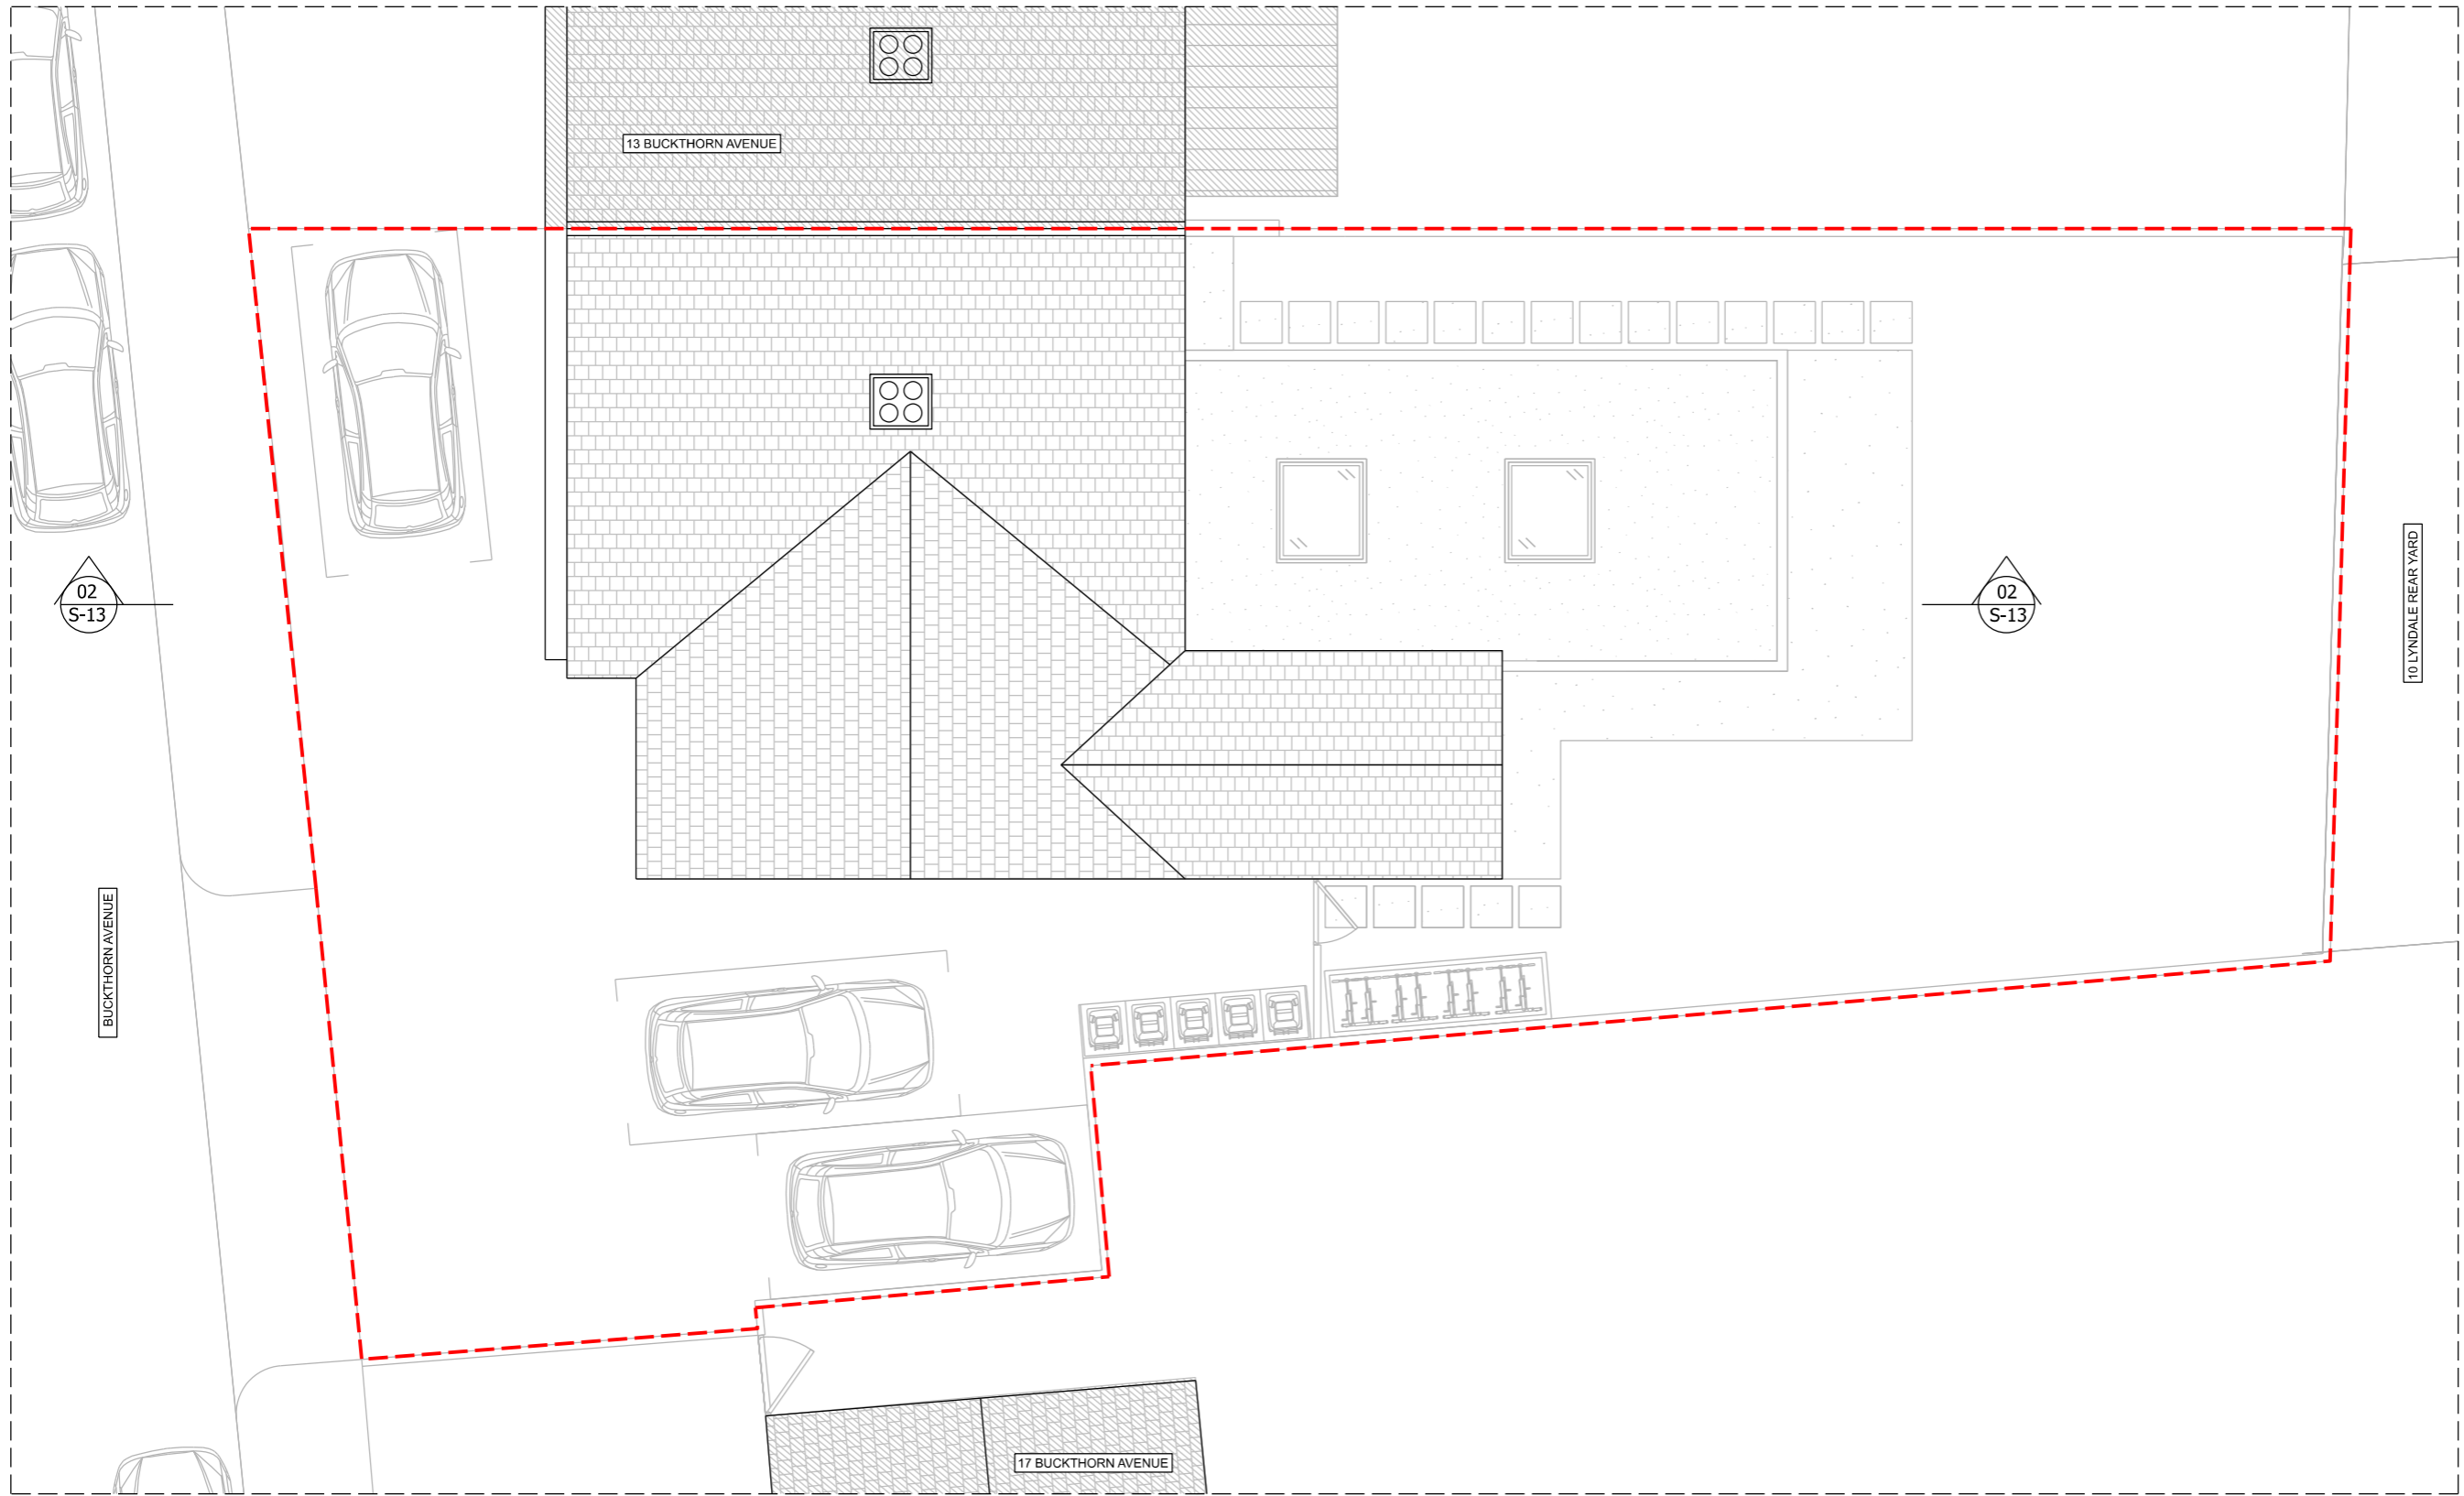 13 BUCKTHORN AVENUE
02
S-13
02
S-13
10 LYNDALE REAR YARD
BUCKTHORN AVENUE
17 BUCKTHORN AVENUE